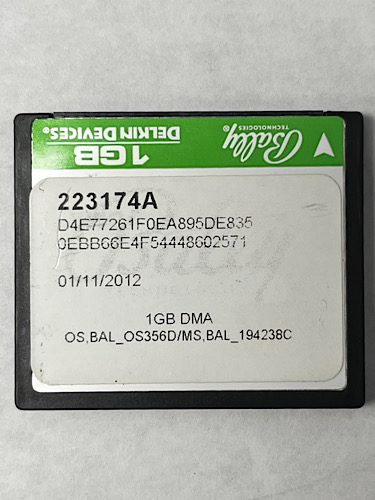 Bally®
TECHNOLOGIES
1GB
DELKIN DEVICES®
223174A
D4E77261F0EA895DE835
0EBB66E4F54448602571
01/11/2012
1GB DMA
OS,BAL_OS356D/MS,BAL_194238C